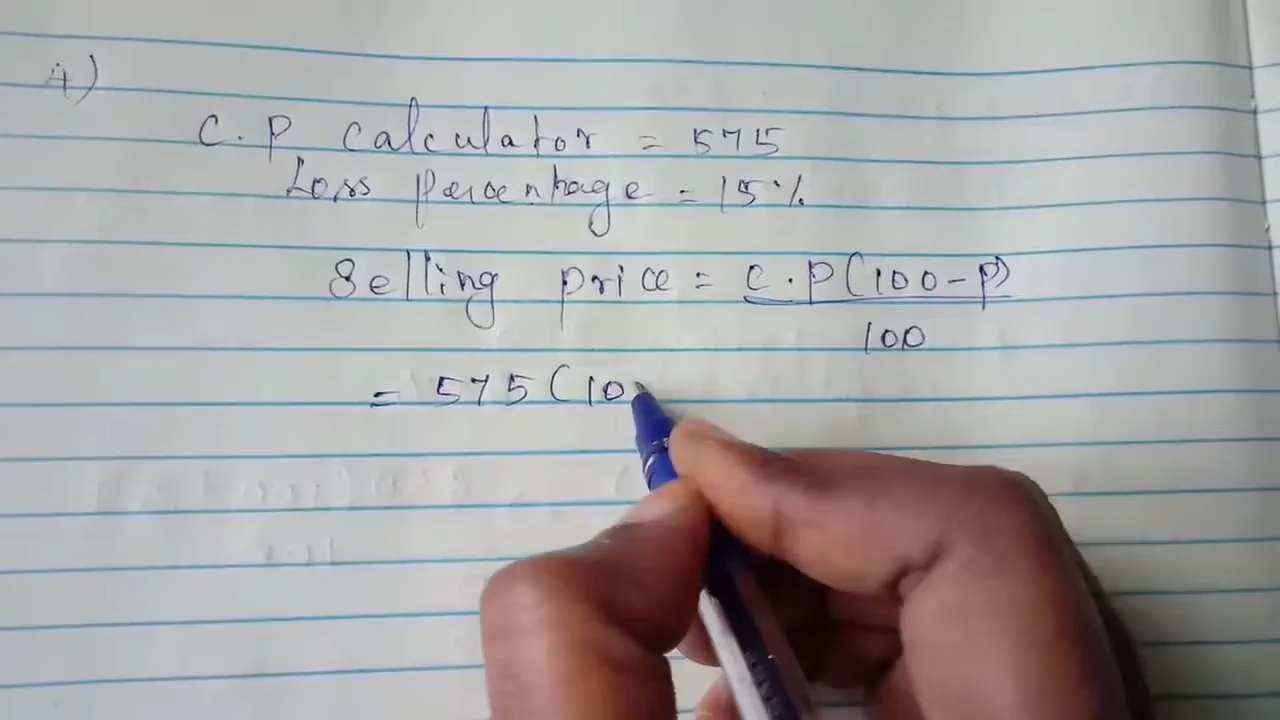 4)
C.P calculator = 575
Loss percentage = 15%
Selling price = C.P(100-P)
100
= 575(10